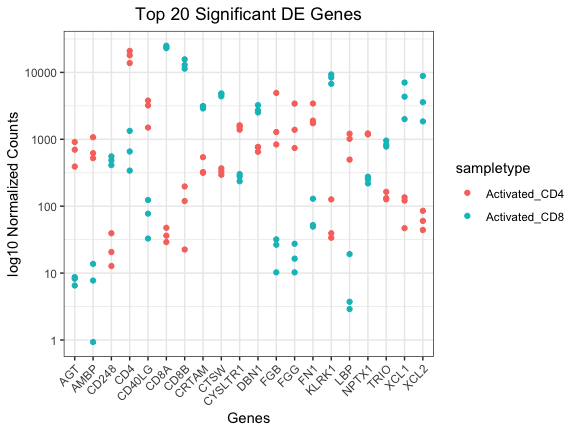 Top 20 Significant DE Genes
log10 Normalized Counts
10000
1000
100
10
1
AGT
AMBP
CD248
CD4
CD40LG
CD8A
CD8B
CRTAM
CTSW
CYSLTR1
DBN1
FGB
FGG
FN1
KLRK1
LBP
NPTX1
TRIO
XCL1
XCL2
Genes
sampletype
Activated_CD4
Activated_CD8